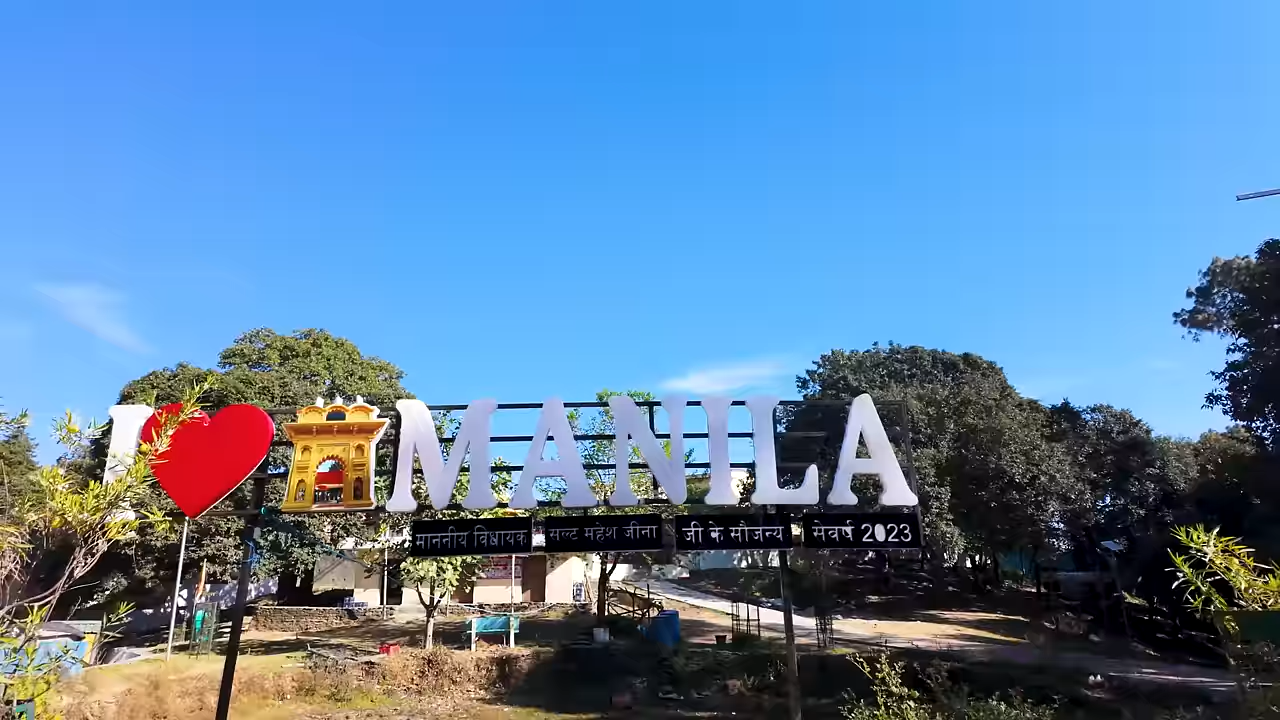 I MANILA
माननीय विधायक सल्ट महेश जीना जी के सौजन्य सेवर्ष 2023